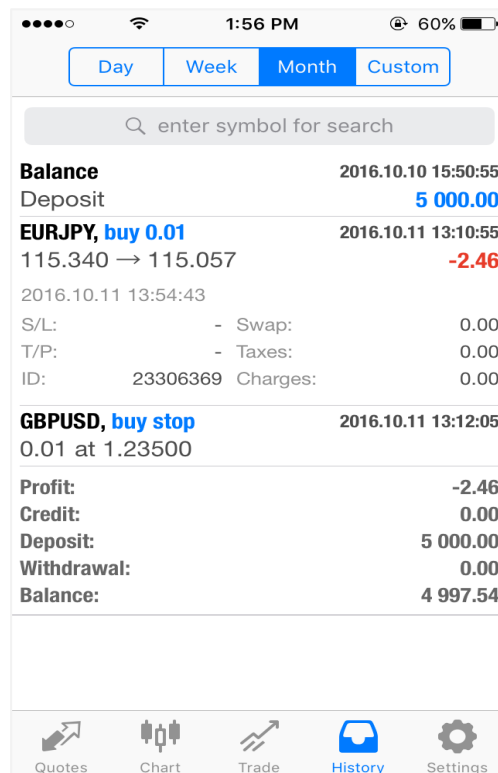 1:56 PM 60%
Day Week Month Custom
enter symbol for search
Balance 2016.10.10 15:50:55
Deposit 5 000.00
EURJPY, buy 0.01 2016.10.11 13:10:55
115.340 → 115.057 -2.46
2016.10.11 13:54:43
S/L: - Swap: 0.00
T/P: - Taxes: 0.00
ID: 23306369 Charges: 0.00
GBPUSD, buy stop 2016.10.11 13:12:05
0.01 at 1.23500
Profit: -2.46
Credit: 0.00
Deposit: 5 000.00
Withdrawal: 0.00
Balance: 4 997.54
Quotes Chart Trade History Settings